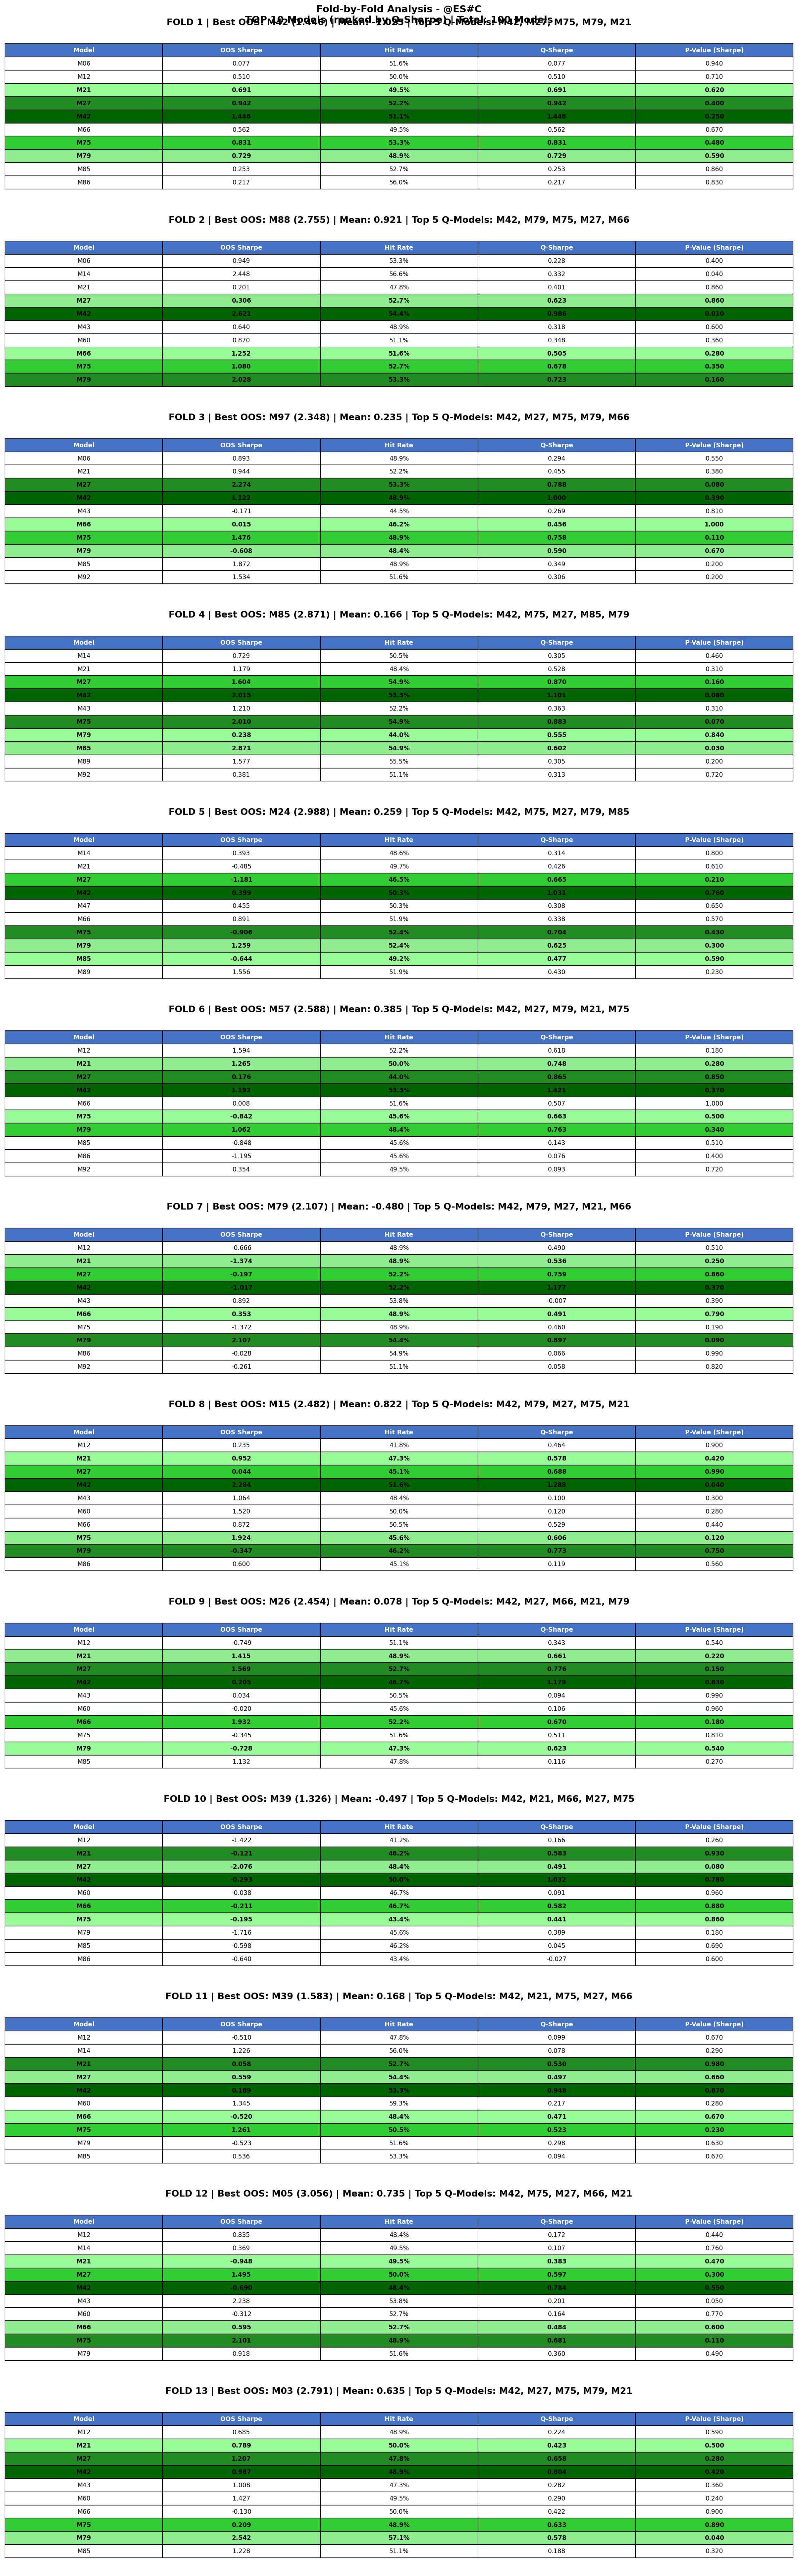 Fold-by-Fold Analysis - @ES#C
TOP 10 Models (ranked by Q-Sharpe) | Total: 100 Models
FOLD 1 | Best OOS: M42 (1.446) | Mean: -1.025 | Top 5 Q-Models: M42, M27, M75, M79, M21
Model OOS Sharpe Hit Rate Q-Sharpe P-Value (Sharpe)
M06 0.077 51.6% 0.077 0.940
M12 0.510 50.0% 0.510 0.710
M21 0.691 49.5% 0.691 0.620
M27 0.942 52.2% 0.942 0.400
M42 1.446 51.1% 1.446 0.250
M66 0.562 49.5% 0.562 0.670
M75 0.831 53.3% 0.831 0.480
M79 0.729 48.9% 0.729 0.590
M85 0.253 52.7% 0.253 0.860
M86 0.217 56.0% 0.217 0.830
FOLD 2 | Best OOS: M88 (2.755) | Mean: 0.921 | Top 5 Q-Models: M42, M79, M75, M27, M66
Model OOS Sharpe Hit Rate Q-Sharpe P-Value (Sharpe)
M06 0.949 53.3% 0.228 0.400
M14 2.448 56.6% 0.332 0.040
M21 0.201 47.8% 0.401 0.860
M27 0.306 52.7% 0.623 0.860
M42 2.621 54.4% 0.986 0.010
M43 0.640 48.9% 0.318 0.600
M60 0.870 51.1% 0.348 0.360
M66 1.252 51.6% 0.505 0.280
M75 1.080 52.7% 0.678 0.350
M79 2.028 53.3% 0.723 0.160
FOLD 3 | Best OOS: M97 (2.348) | Mean: 0.235 | Top 5 Q-Models: M42, M27, M75, M79, M66
Model OOS Sharpe Hit Rate Q-Sharpe P-Value (Sharpe)
M06 0.893 48.9% 0.294 0.550
M21 0.944 52.2% 0.455 0.380
M27 2.274 53.3% 0.788 0.080
M42 1.122 48.9% 1.000 0.390
M43 -0.171 44.5% 0.269 0.810
M66 0.015 46.2% 0.456 1.000
M75 1.476 48.9% 0.758 0.110
M79 -0.608 48.4% 0.590 0.670
M85 1.872 48.9% 0.349 0.200
M92 1.534 51.6% 0.306 0.200
FOLD 4 | Best OOS: M85 (2.871) | Mean: 0.166 | Top 5 Q-Models: M42, M75, M27, M85, M79
Model OOS Sharpe Hit Rate Q-Sharpe P-Value (Sharpe)
M14 0.729 50.5% 0.305 0.460
M21 1.179 48.4% 0.528 0.310
M27 1.604 54.9% 0.870 0.160
M42 2.015 53.3% 1.101 0.080
M43 1.210 52.2% 0.363 0.310
M75 2.010 54.9% 0.883 0.070
M79 0.238 44.0% 0.555 0.840
M85 2.871 54.9% 0.602 0.030
M89 1.577 55.5% 0.305 0.200
M92 0.381 51.1% 0.313 0.720
FOLD 5 | Best OOS: M24 (2.988) | Mean: 0.259 | Top 5 Q-Models: M42, M75, M27, M79, M85
Model OOS Sharpe Hit Rate Q-Sharpe P-Value (Sharpe)
M14 0.393 48.6% 0.314 0.800
M21 -0.485 49.7% 0.426 0.610
M27 -1.181 46.5% 0.665 0.210
M42 0.399 50.3% 1.031 0.760
M47 0.455 50.3% 0.308 0.650
M66 0.891 51.9% 0.338 0.570
M75 -0.906 52.4% 0.704 0.430
M79 1.259 52.4% 0.625 0.300
M85 -0.644 49.2% 0.477 0.590
M89 1.556 51.9% 0.430 0.230
FOLD 6 | Best OOS: M57 (2.588) | Mean: 0.385 | Top 5 Q-Models: M42, M27, M79, M21, M75
Model OOS Sharpe Hit Rate Q-Sharpe P-Value (Sharpe)
M12 1.594 52.2% 0.618 0.180
M21 1.265 50.0% 0.748 0.280
M27 0.176 44.0% 0.865 0.850
M42 1.192 53.3% 1.421 0.370
M66 0.008 51.6% 0.507 1.000
M75 -0.842 45.6% 0.663 0.500
M79 1.062 48.4% 0.763 0.340
M85 -0.848 45.6% 0.143 0.510
M86 -1.195 45.6% 0.076 0.400
M92 0.354 49.5% 0.093 0.720
FOLD 7 | Best OOS: M79 (2.107) | Mean: -0.480 | Top 5 Q-Models: M42, M79, M27, M21, M66
Model OOS Sharpe Hit Rate Q-Sharpe P-Value (Sharpe)
M12 -0.666 48.9% 0.490 0.510
M21 -1.374 48.9% 0.536 0.250
M27 -0.197 52.2% 0.759 0.860
M42 -1.017 52.2% 1.177 0.370
M43 0.892 53.8% -0.007 0.390
M66 0.353 48.9% 0.491 0.790
M75 -1.372 48.9% 0.460 0.190
M79 2.107 54.4% 0.897 0.090
M86 -0.028 54.9% 0.066 0.990
M92 -0.261 51.1% 0.058 0.820
FOLD 8 | Best OOS: M15 (2.482) | Mean: 0.822 | Top 5 Q-Models: M42, M79, M27, M75, M21
Model OOS Sharpe Hit Rate Q-Sharpe P-Value (Sharpe)
M12 0.235 41.8% 0.464 0.900
M21 0.952 47.3% 0.578 0.420
M27 0.044 45.1% 0.688 0.990
M42 2.284 51.6% 1.288 0.040
M43 1.064 48.4% 0.100 0.300
M60 1.520 50.0% 0.120 0.280
M66 0.872 50.5% 0.529 0.440
M75 1.924 45.6% 0.606 0.120
M79 -0.347 46.2% 0.773 0.750
M86 0.600 45.1% 0.119 0.560
FOLD 9 | Best OOS: M26 (2.454) | Mean: 0.078 | Top 5 Q-Models: M42, M27, M66, M21, M79
Model OOS Sharpe Hit Rate Q-Sharpe P-Value (Sharpe)
M12 -0.749 51.1% 0.343 0.540
M21 1.415 48.9% 0.661 0.220
M27 1.569 52.7% 0.776 0.150
M42 0.205 46.7% 1.179 0.830
M43 0.034 50.5% 0.094 0.990
M60 -0.020 45.6% 0.106 0.960
M66 1.932 52.2% 0.670 0.180
M75 -0.345 51.6% 0.511 0.810
M79 -0.728 47.3% 0.623 0.540
M85 1.132 47.8% 0.116 0.270
FOLD 10 | Best OOS: M39 (1.326) | Mean: -0.497 | Top 5 Q-Models: M42, M21, M66, M27, M75
Model OOS Sharpe Hit Rate Q-Sharpe P-Value (Sharpe)
M12 -1.422 41.2% 0.166 0.260
M21 -0.121 46.2% 0.583 0.930
M27 -2.076 48.4% 0.491 0.080
M42 -0.293 50.0% 1.032 0.780
M60 -0.038 46.7% 0.091 0.960
M66 -0.211 46.7% 0.582 0.880
M75 -0.195 43.4% 0.441 0.860
M79 -1.716 45.6% 0.389 0.180
M85 -0.598 46.2% 0.045 0.690
M86 -0.640 43.4% -0.027 0.600
FOLD 11 | Best OOS: M39 (1.583) | Mean: 0.168 | Top 5 Q-Models: M42, M21, M75, M27, M66
Model OOS Sharpe Hit Rate Q-Sharpe P-Value (Sharpe)
M12 -0.510 47.8% 0.099 0.670
M14 1.226 56.0% 0.078 0.290
M21 0.058 52.7% 0.530 0.980
M27 0.559 54.4% 0.497 0.660
M42 0.189 53.3% 0.948 0.870
M60 1.345 59.3% 0.217 0.280
M66 -0.520 48.4% 0.471 0.670
M75 1.261 50.5% 0.523 0.230
M79 -0.523 51.6% 0.298 0.630
M85 0.536 53.3% 0.094 0.670
FOLD 12 | Best OOS: M05 (3.056) | Mean: 0.735 | Top 5 Q-Models: M42, M75, M27, M66, M21
Model OOS Sharpe Hit Rate Q-Sharpe P-Value (Sharpe)
M12 0.835 48.4% 0.172 0.440
M14 0.369 49.5% 0.107 0.760
M21 -0.948 49.5% 0.383 0.470
M27 1.495 50.0% 0.597 0.300
M42 -0.690 48.4% 0.784 0.550
M43 2.238 53.8% 0.201 0.050
M60 -0.312 52.7% 0.164 0.770
M66 0.595 52.7% 0.484 0.600
M75 2.101 48.9% 0.681 0.110
M79 0.918 51.6% 0.360 0.490
FOLD 13 | Best OOS: M03 (2.791) | Mean: 0.635 | Top 5 Q-Models: M42, M27, M75, M79, M21
Model OOS Sharpe Hit Rate Q-Sharpe P-Value (Sharpe)
M12 0.685 48.9% 0.224 0.590
M21 0.789 50.0% 0.423 0.500
M27 1.207 47.8% 0.658 0.280
M42 0.987 48.9% 0.804 0.420
M43 1.008 47.3% 0.282 0.360
M60 1.427 49.5% 0.290 0.240
M66 -0.130 50.0% 0.422 0.900
M75 0.209 48.9% 0.633 0.890
M79 2.542 57.1% 0.578 0.040
M85 1.228 51.1% 0.188 0.320